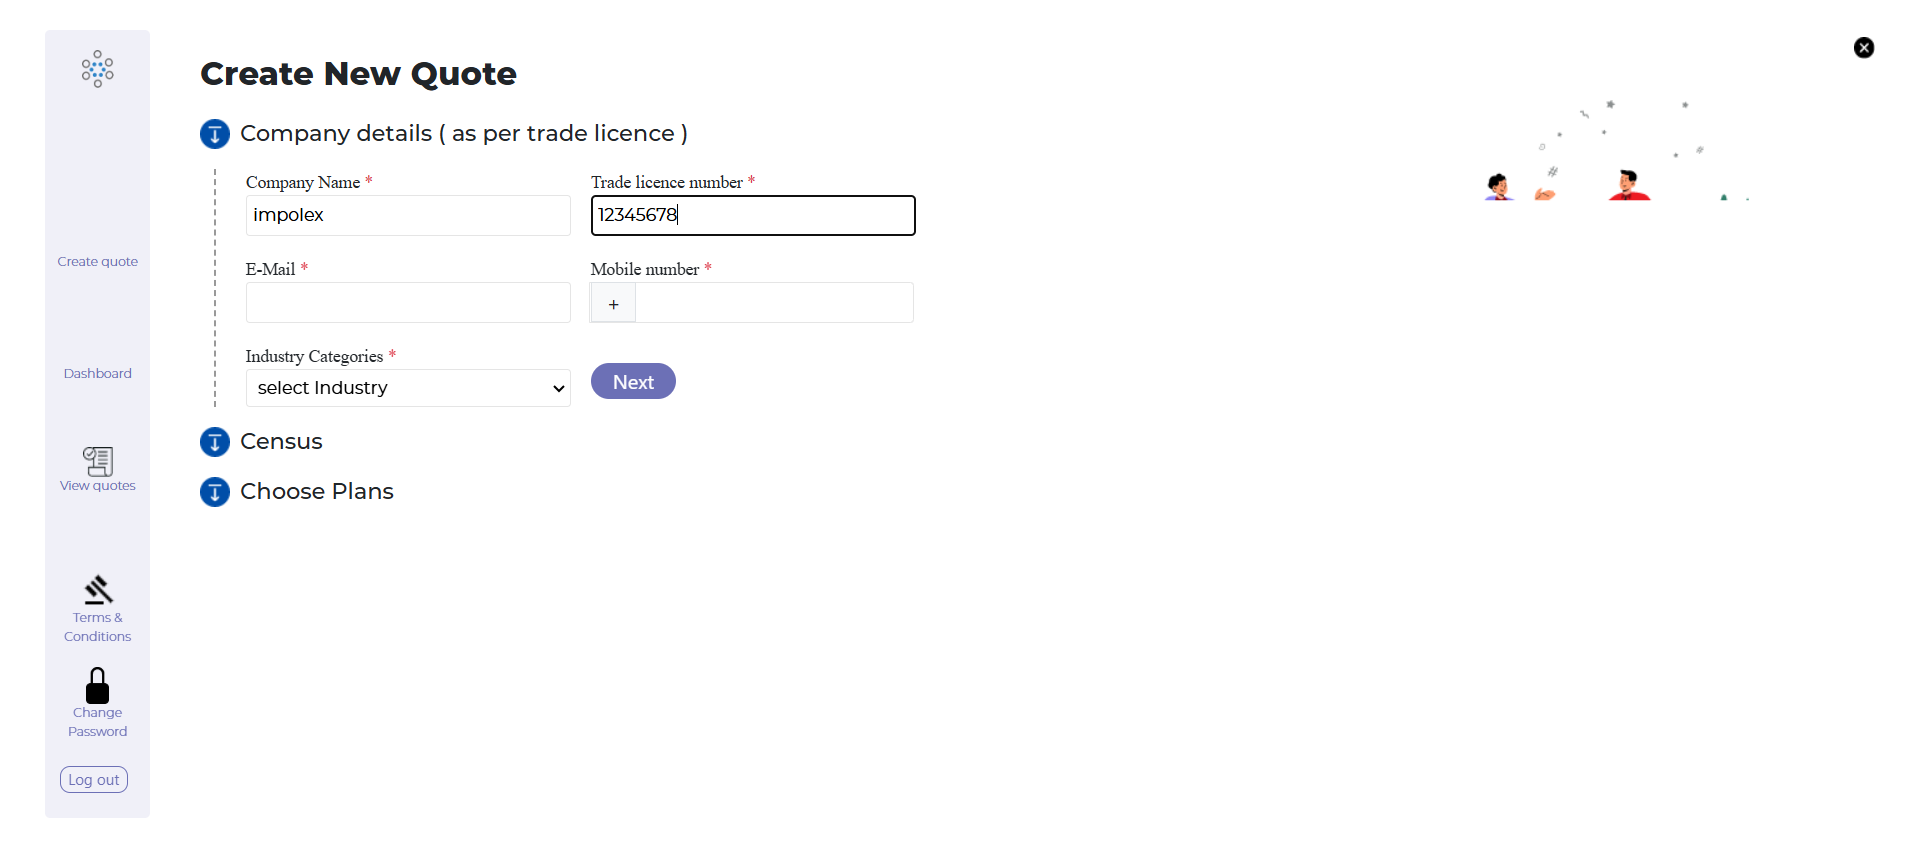 Create New Quote
Company details ( as per trade licence )
Company Name *
Trade licence number *
impolex
12345678
E-Mail *
Mobile number *
+
Industry Categories *
select Industry
Next
Census
Choose Plans
Create quote
Dashboard
View quotes
Terms &
Conditions
Change
Password
Log out